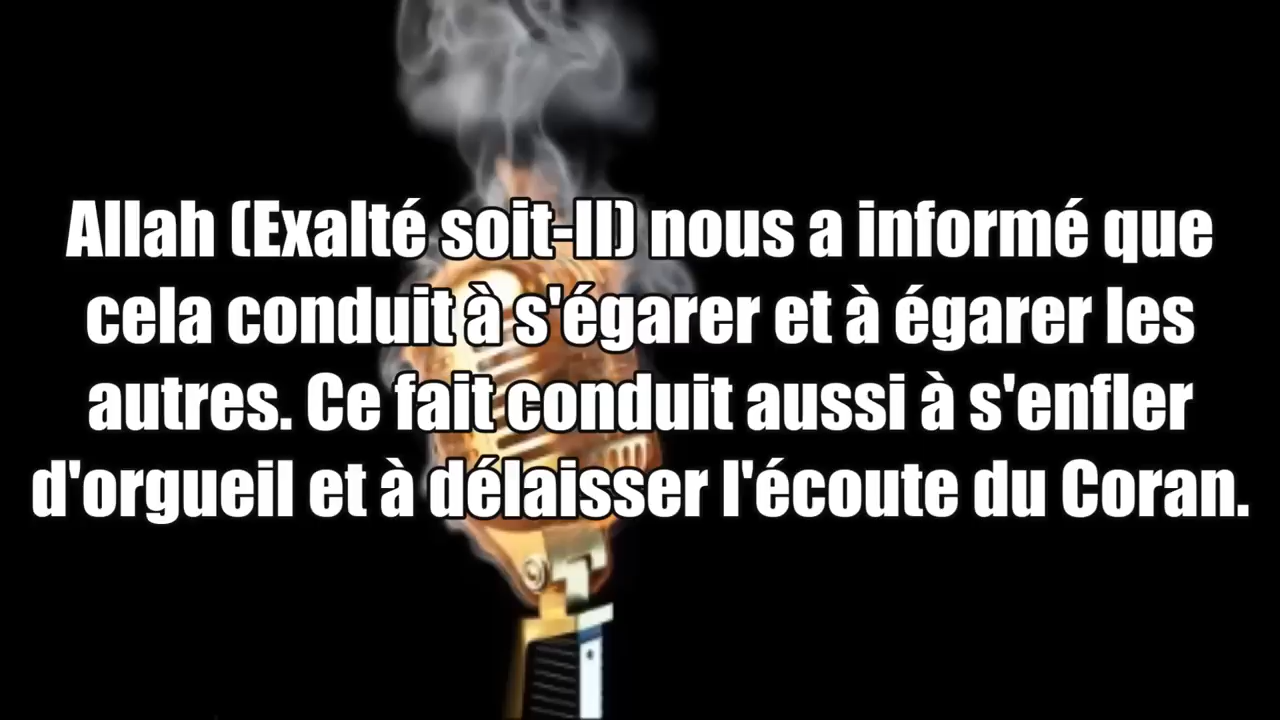 Allah (Exalté soit-Il) nous a informé que
cela conduit à s'égarer et à égarer les
autres. Ce fait conduit aussi à s'enfler
d'orgueil et à délaisser l'écoute du Coran.